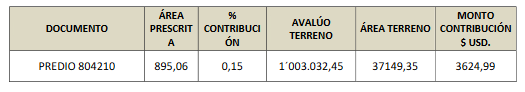 DOCUMENTO
ÁREA
PRESCRIT
A
%
CONTRIBUCI
ÓN
AVALÚO
TERRENO
ÁREA TERRENO
MONTO
CONTRIBUCIÓN
$ USD.
PREDIO 804210 895,06 0,15 1´003.032,45 37149,35 3624,99